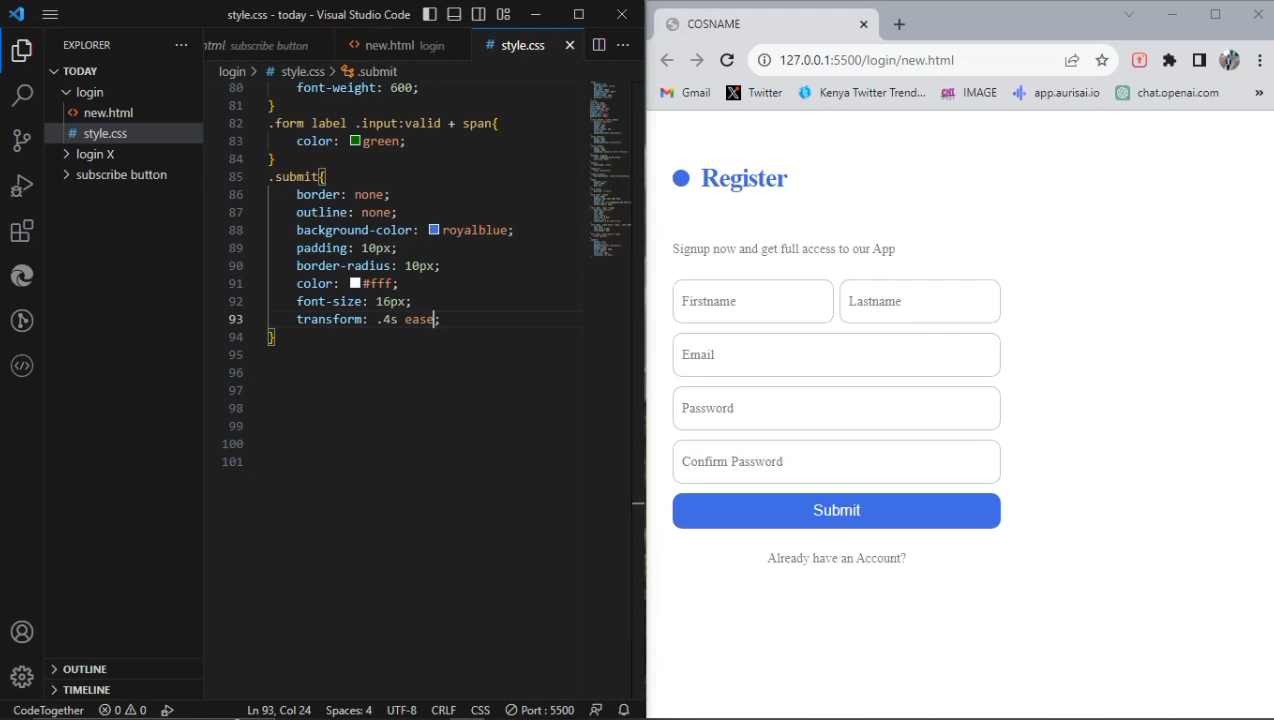 style.css - today - Visual Studio Code
EXPLORER
TODAY
login
new.html
# style.css
login X
subscribe button
OUTLINE
TIMELINE
html subscribe button
<> new.html login
# style.css
login > # style.css > .submit
80 font-weight: 600;
81 }
82 .form label .input:valid + span{
83 color: green;
84 }
85 .submit{
86 border: none;
87 outline: none;
88 background-color: royalblue;
89 padding: 10px;
90 border-radius: 10px;
91 color: #fff;
92 font-size: 16px;
93 transform: .4s ease;
94 }
95
96
97
98
99
100
101
CodeTogether 0 0 Ln 93, Col 24 Spaces: 4 UTF-8 CRLF CSS Port : 5500
COSNAME
127.0.0.1:5500/login/new.html
Gmail X Twitter Kenya Twitter Trend... IMAGE app.aurisai.io chat.openai.com »
Register
Signup now and get full access to our App
Firstname Lastname
Email
Password
Confirm Password
Submit
Already have an Account?